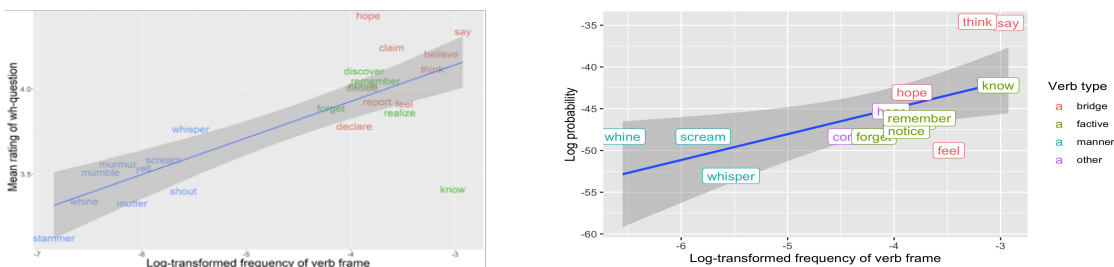 Mean rating of wh-question
4.0
3.5
hope
say
claim
believe
think
discover
remember
report
feel
forget
realize
declare
whisper
murmur
scream
mumble
yell
shout
know
whine
mutter
stammer
-7
-6
-5
-4
-3
Log-transformed frequency of verb frame
Log probability
-35
-40
-45
-50
-55
-60
think
say
know
hope
remember
notice
whine
scream
forget
feel
whisper
-6
-5
-4
-3
Log-transformed frequency of verb frame
Verb type
a bridge
a factive
a manner
a other